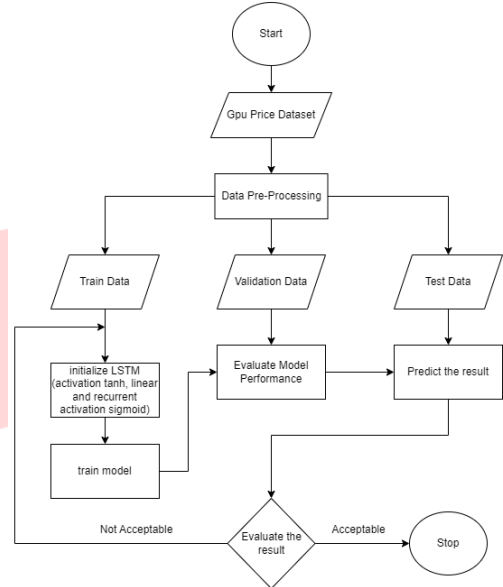 Start
Gpu Price Dataset
Data Pre-Processing
Train Data
Validation Data
Test Data
initialize LSTM
(activation tanh, linear
and recurrent
activation sigmoid)
Evaluate Model
Performance
Predict the result
train model
Not Acceptable
Evaluate the
result
Acceptable
Stop